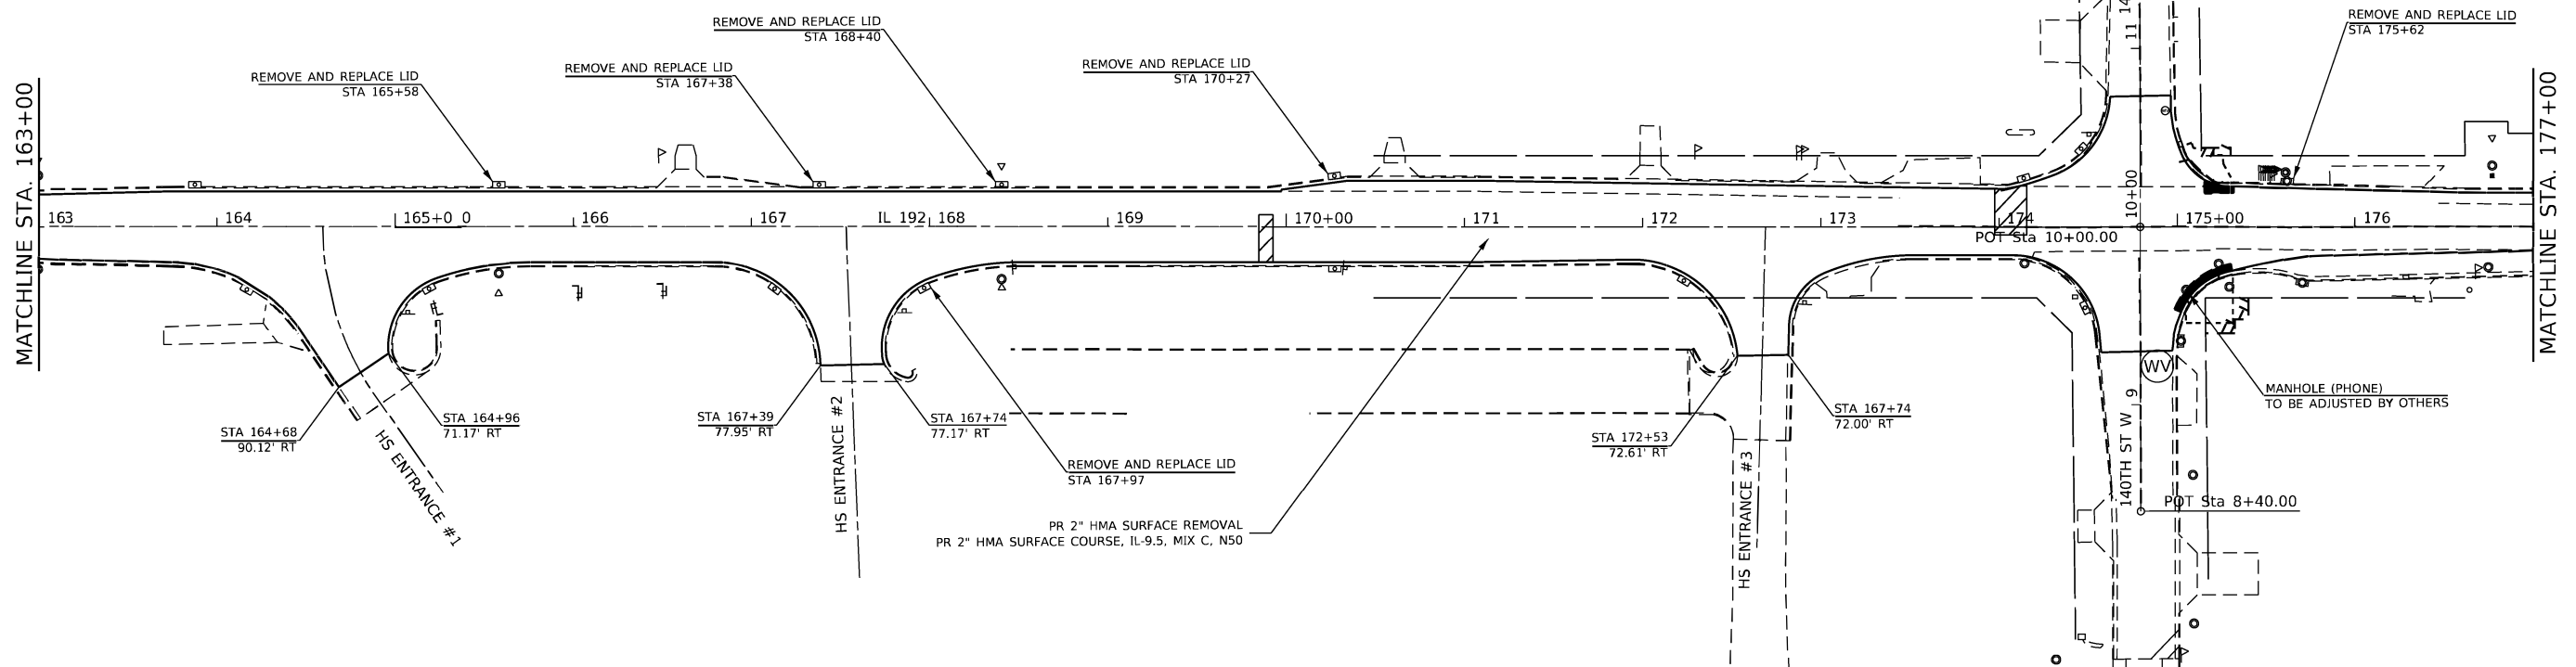 REMOVE AND REPLACE LID
STA 168+40
REMOVE AND REPLACE LID
STA 175+62
REMOVE AND REPLACE LID
STA 165+58
REMOVE AND REPLACE LID
STA 167+38
REMOVE AND REPLACE LID
STA 170+27
MATCHLINE STA. 163+00
MATCHLINE STA. 177+00
11
14
10+00
163
164
165+0 0
166
167
IL 192
168
169
170+00
171
172
173
174
175+00
176
POT Sta 10+00.00
WV
MANHOLE (PHONE)
TO BE ADJUSTED BY OTHERS
STA 164+68
90.12' RT
STA 164+96
71.17' RT
STA 167+39
77.95' RT
STA 167+74
77.17' RT
STA 172+53
72.61' RT
STA 167+74
72.00' RT
HS ENTRANCE #1
HS ENTRANCE #2
HS ENTRANCE #3
140TH ST W
9
REMOVE AND REPLACE LID
STA 167+97
POT Sta 8+40.00
PR 2" HMA SURFACE REMOVAL
PR 2" HMA SURFACE COURSE, IL-9.5, MIX C, N50